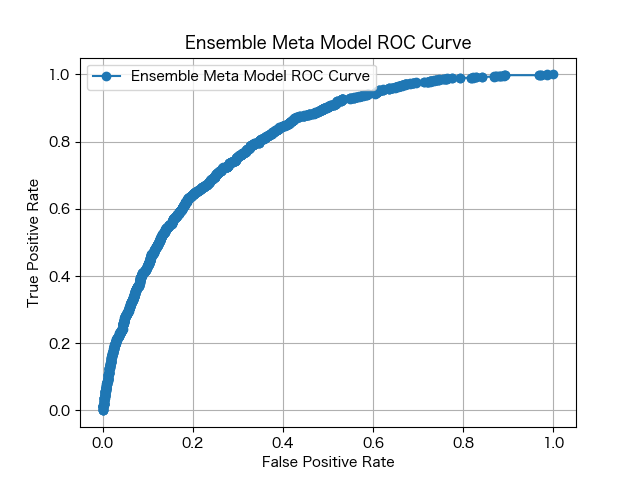 Ensemble Meta Model ROC Curve
Ensemble Meta Model ROC Curve
1.0
0.8
0.6
0.4
0.2
0.0
True Positive Rate
0.0 0.2 0.4 0.6 0.8 1.0
False Positive Rate